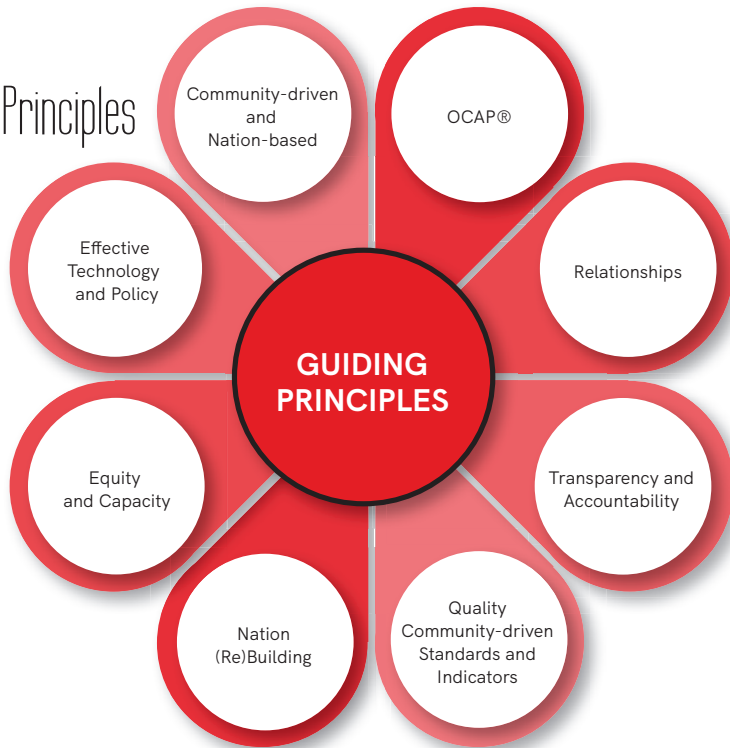 Principles
Community-driven
and
Nation-based
OCAP®
Relationships
Transparency and
Accountability
Quality
Community-driven
Standards and
Indicators
Nation
(Re)Building
Equity
and Capacity
Effective
Technology
and Policy
GUIDING
PRINCIPLES